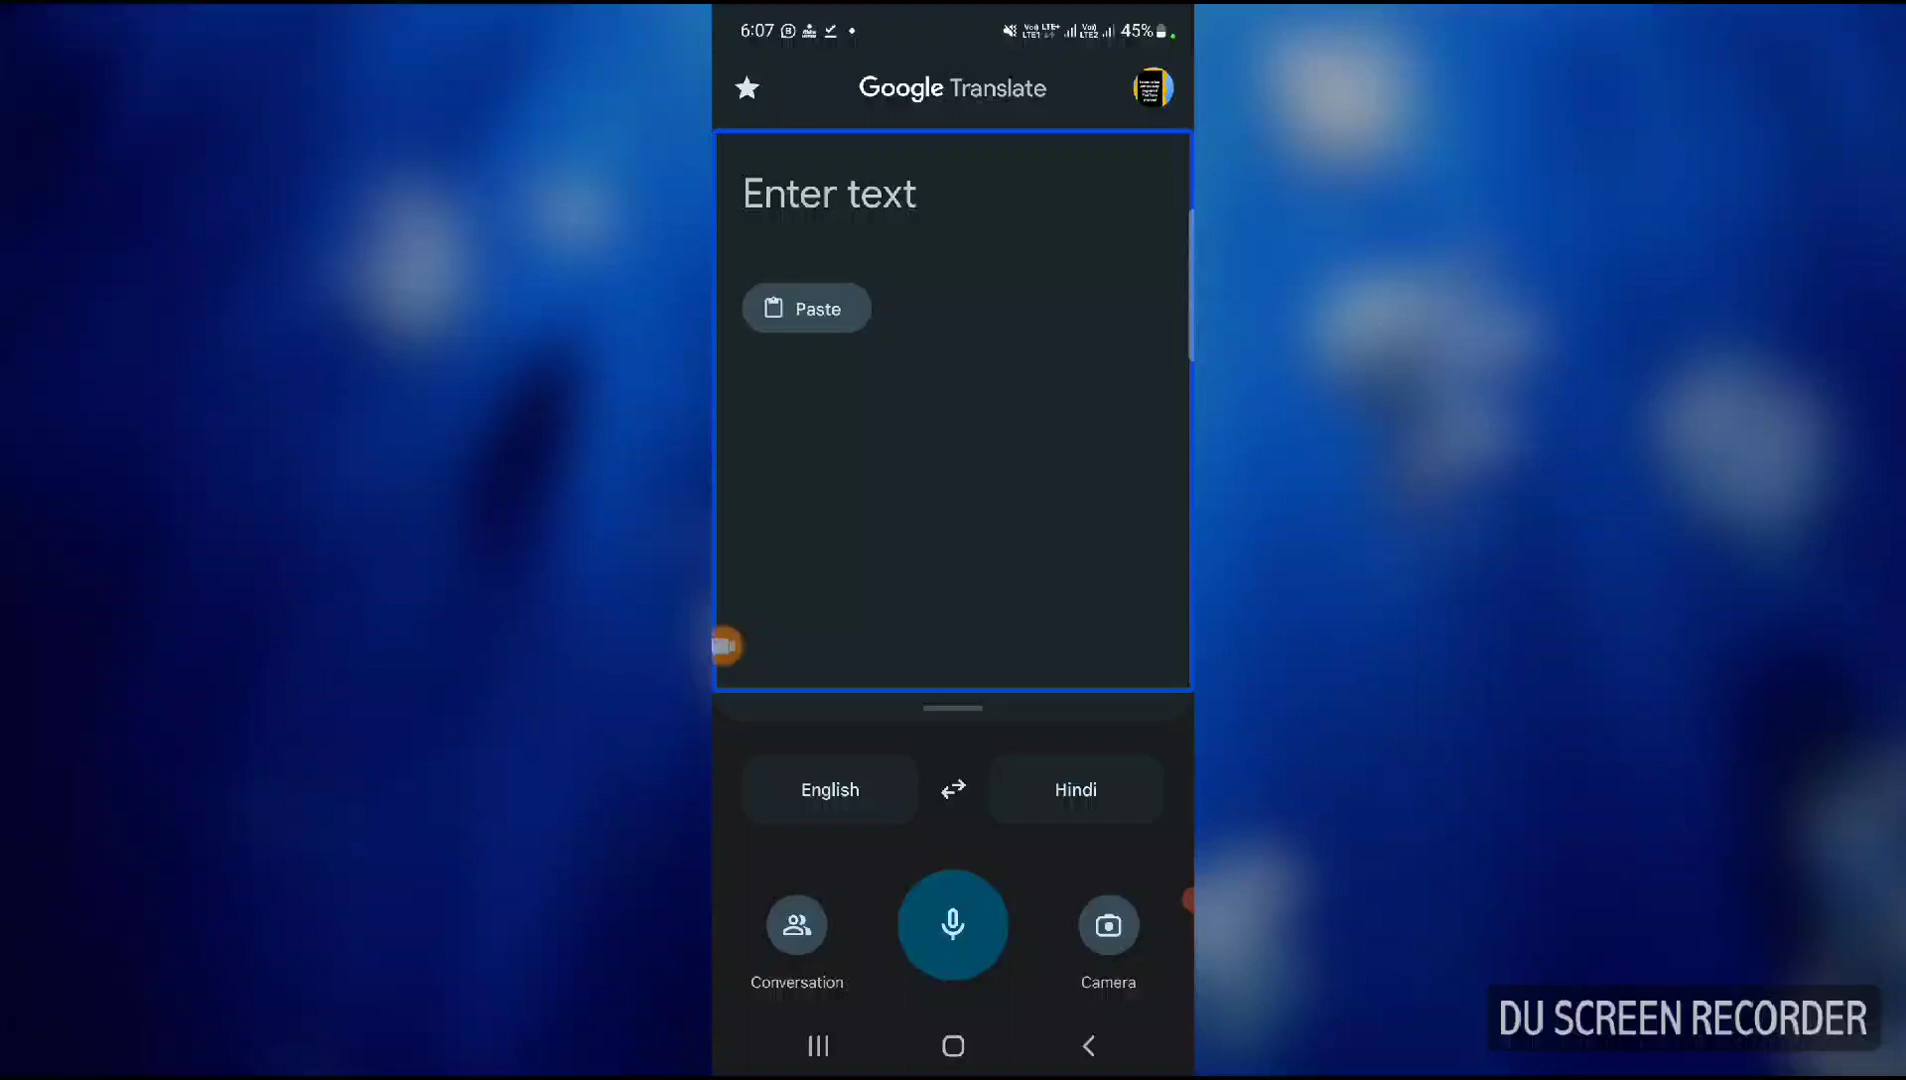 6:07 45%
Google Translate
Enter text
Paste
English Hindi
Conversation Camera
DU SCREEN RECORDER